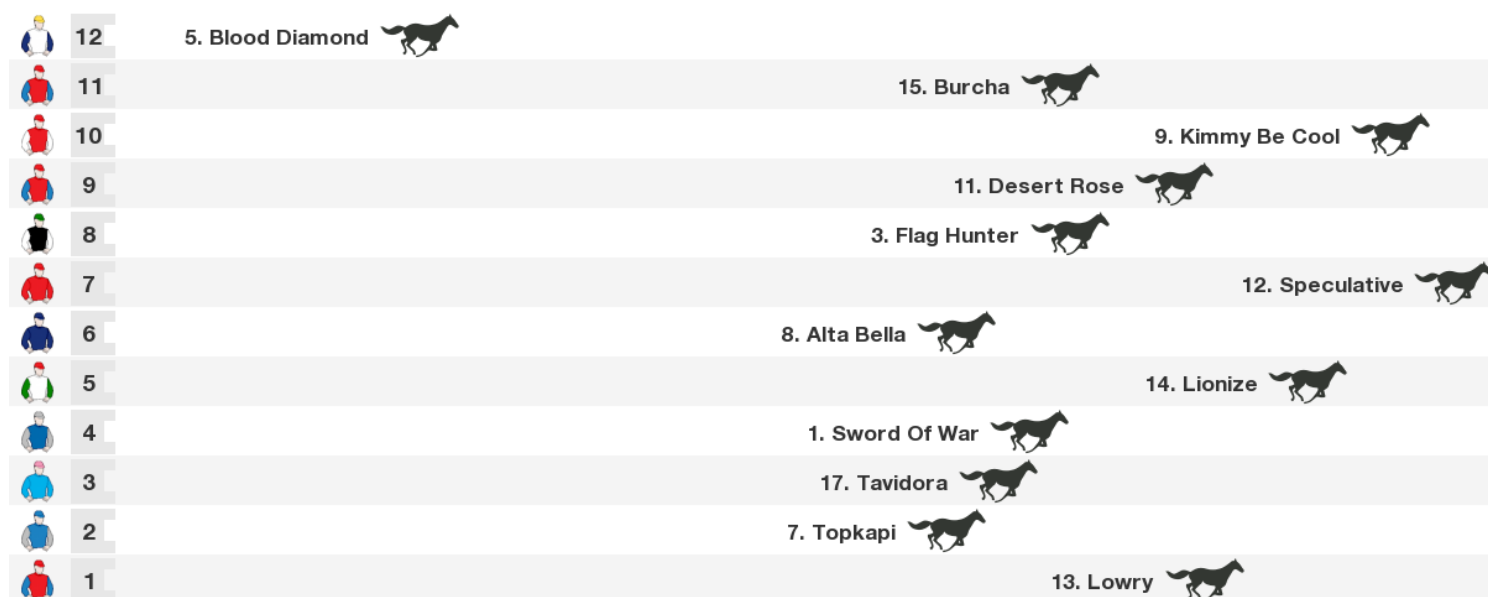 12 5. Blood Diamond
11 15. Burcha
10 9. Kimmy Be Cool
9 11. Desert Rose
8 3. Flag Hunter
7 12. Speculative
6 8. Alta Bella
5 14. Lionize
4 1. Sword Of War
3 17. Tavidora
2 7. Topkapi
1 13. Lowry